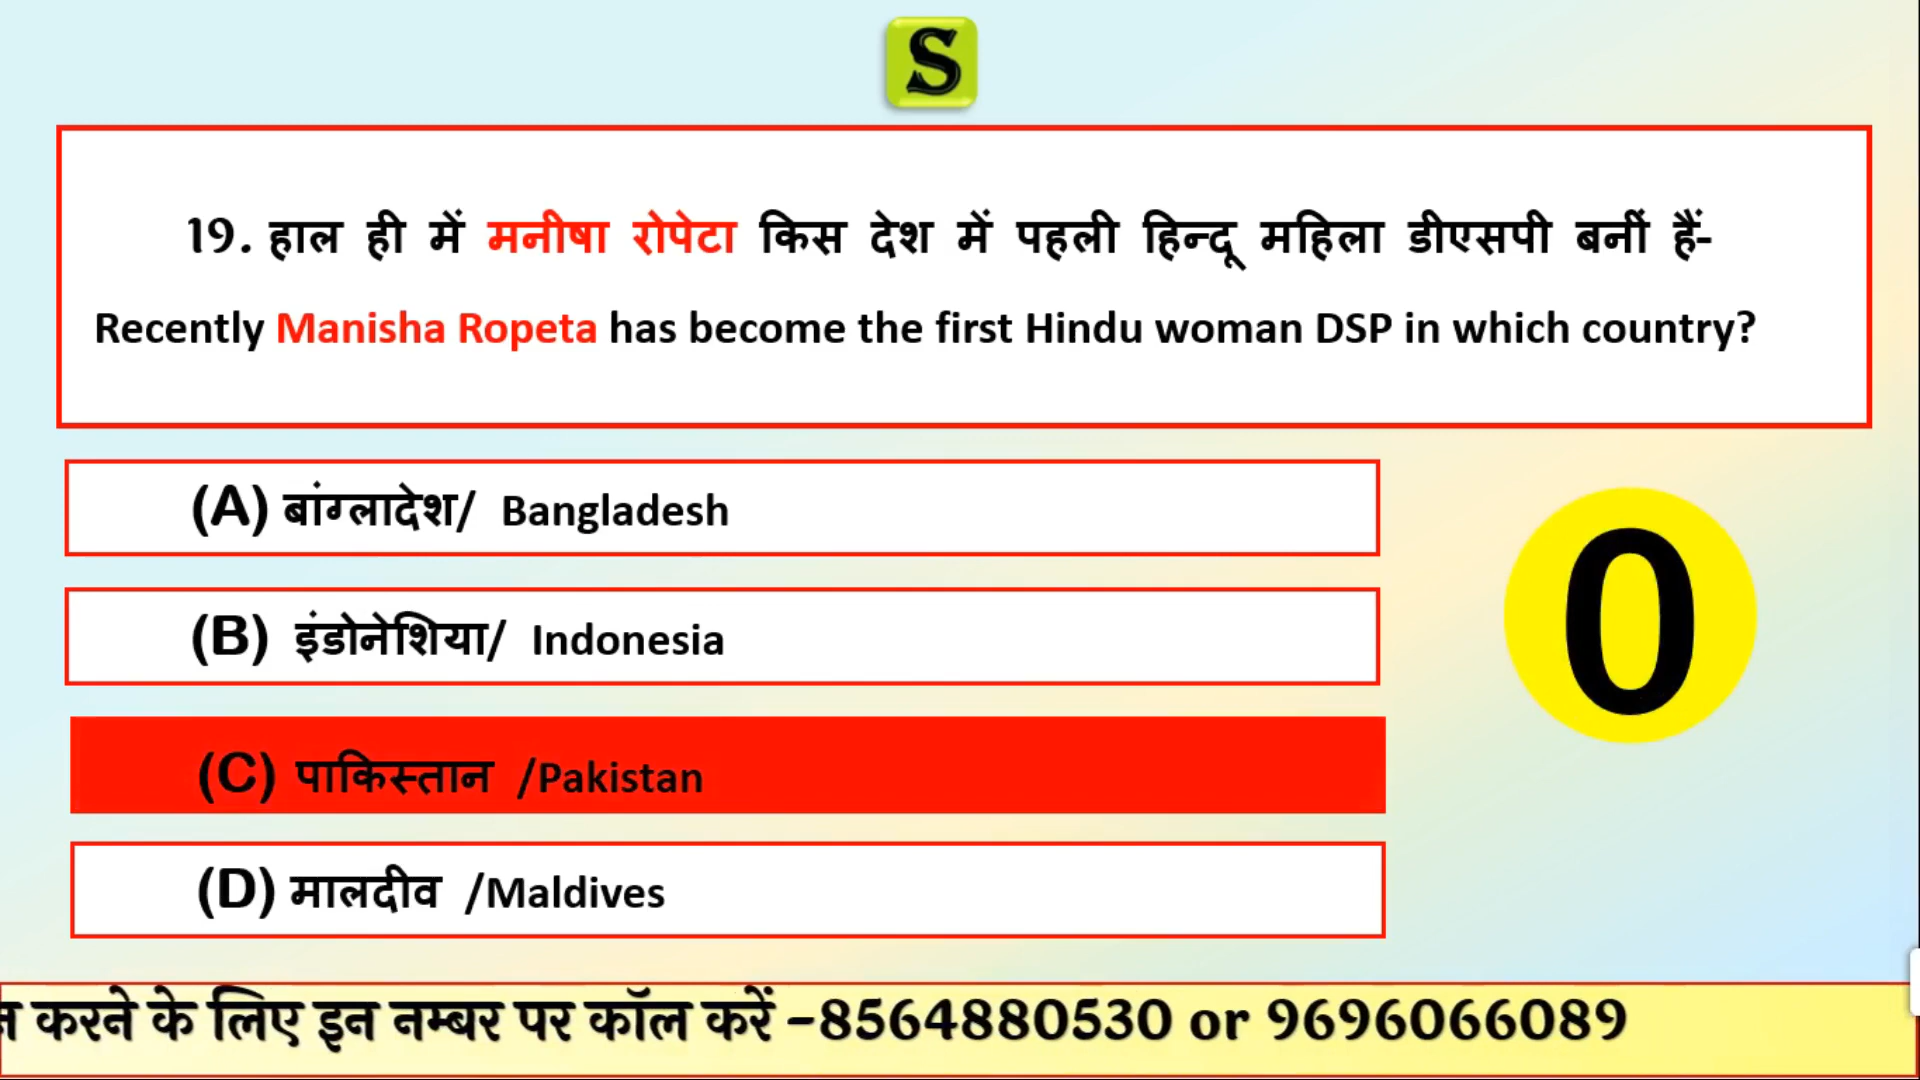 S
19. हाल ही में मनीषा रोपेटा किस देश में पहली हिन्दू महिला डीएसपी बनीं हैं-
Recently Manisha Ropeta has become the first Hindu woman DSP in which country?
(A) बांग्लादेश/ Bangladesh
(B) इंडोनेशिया/ Indonesia
0
(C) पाकिस्तान /Pakistan
(D) मालदीव /Maldives
करने के लिए इन नम्बर पर कॉल करें -8564880530 or 9696066089